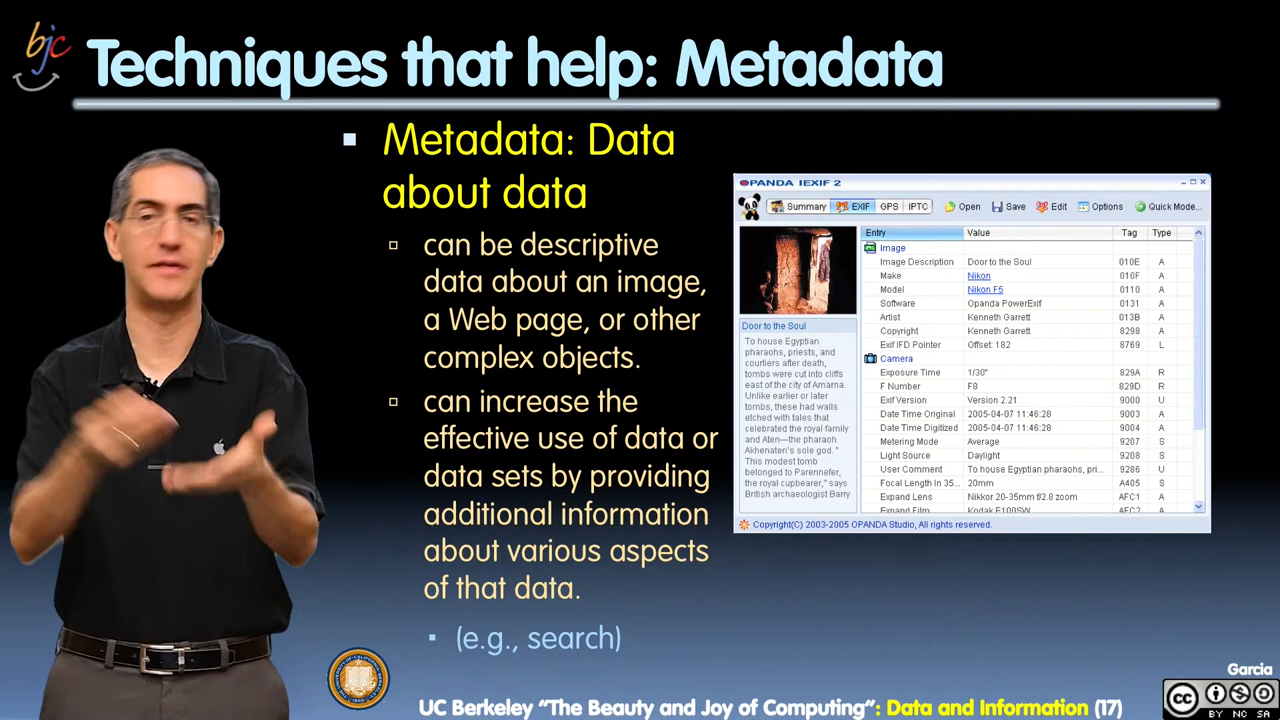 bjc
Techniques that help: Metadata
Metadata: Data
about data
can be descriptive
data about an image,
a Web page, or other
complex objects.
can increase the
effective use of data or
data sets by providing
additional information
about various aspects
of that data.
(e.g., search)
OPANDA IEXIF 2
Summary EXIF GPS IPTC Open Save Edit Options Quick Mode...
Door to the Soul
To house Egyptian
pharaohs, priests, and
courtiers after death,
tombs were cut into cliffs
east of the city of Amarna.
Unlike earlier or later
tombs, these had walls
etched with tales that
celebrated the royal family
and Aten—the pharaoh
Akhenaten's sole god. "
This modest tomb
belonged to Parennefer,
the royal cupbearer," says
British archaeologist Barry
Entry Value Tag Type
Image
Image Description Door to the Soul 010E A
Make Nikon 010F A
Model Nikon F5 0110 A
Software Opanda PowerExif 0131 A
Artist Kenneth Garrett 013B A
Copyright Kenneth Garrett 8298 A
Exif IFD Pointer Offset: 182 8769 L
Camera
Exposure Time 1/30" 829A R
F Number F8 829D R
Exif Version Version 2.21 9000 U
Date Time Original 2005-04-07 11:46:28 9003 A
Date Time Digitized 2005-04-07 11:46:28 9004 A
Metering Mode Average 9207 S
Light Source Daylight 9208 S
User Comment To house Egyptian pharaohs, pri... 9286 U
Focal Length In 35... 20mm A405 S
Expand Lens Nikkor 20-35mm f/2.8 zoom AFC1 A
Expand Film Kodak E100SW AFC2 A
Copyright(C) 2003-2005 OPANDA Studio, All rights reserved.
Garcia
UC Berkeley “The Beauty and Joy of Computing”: Data and Information (17)
cc
BY NC SA